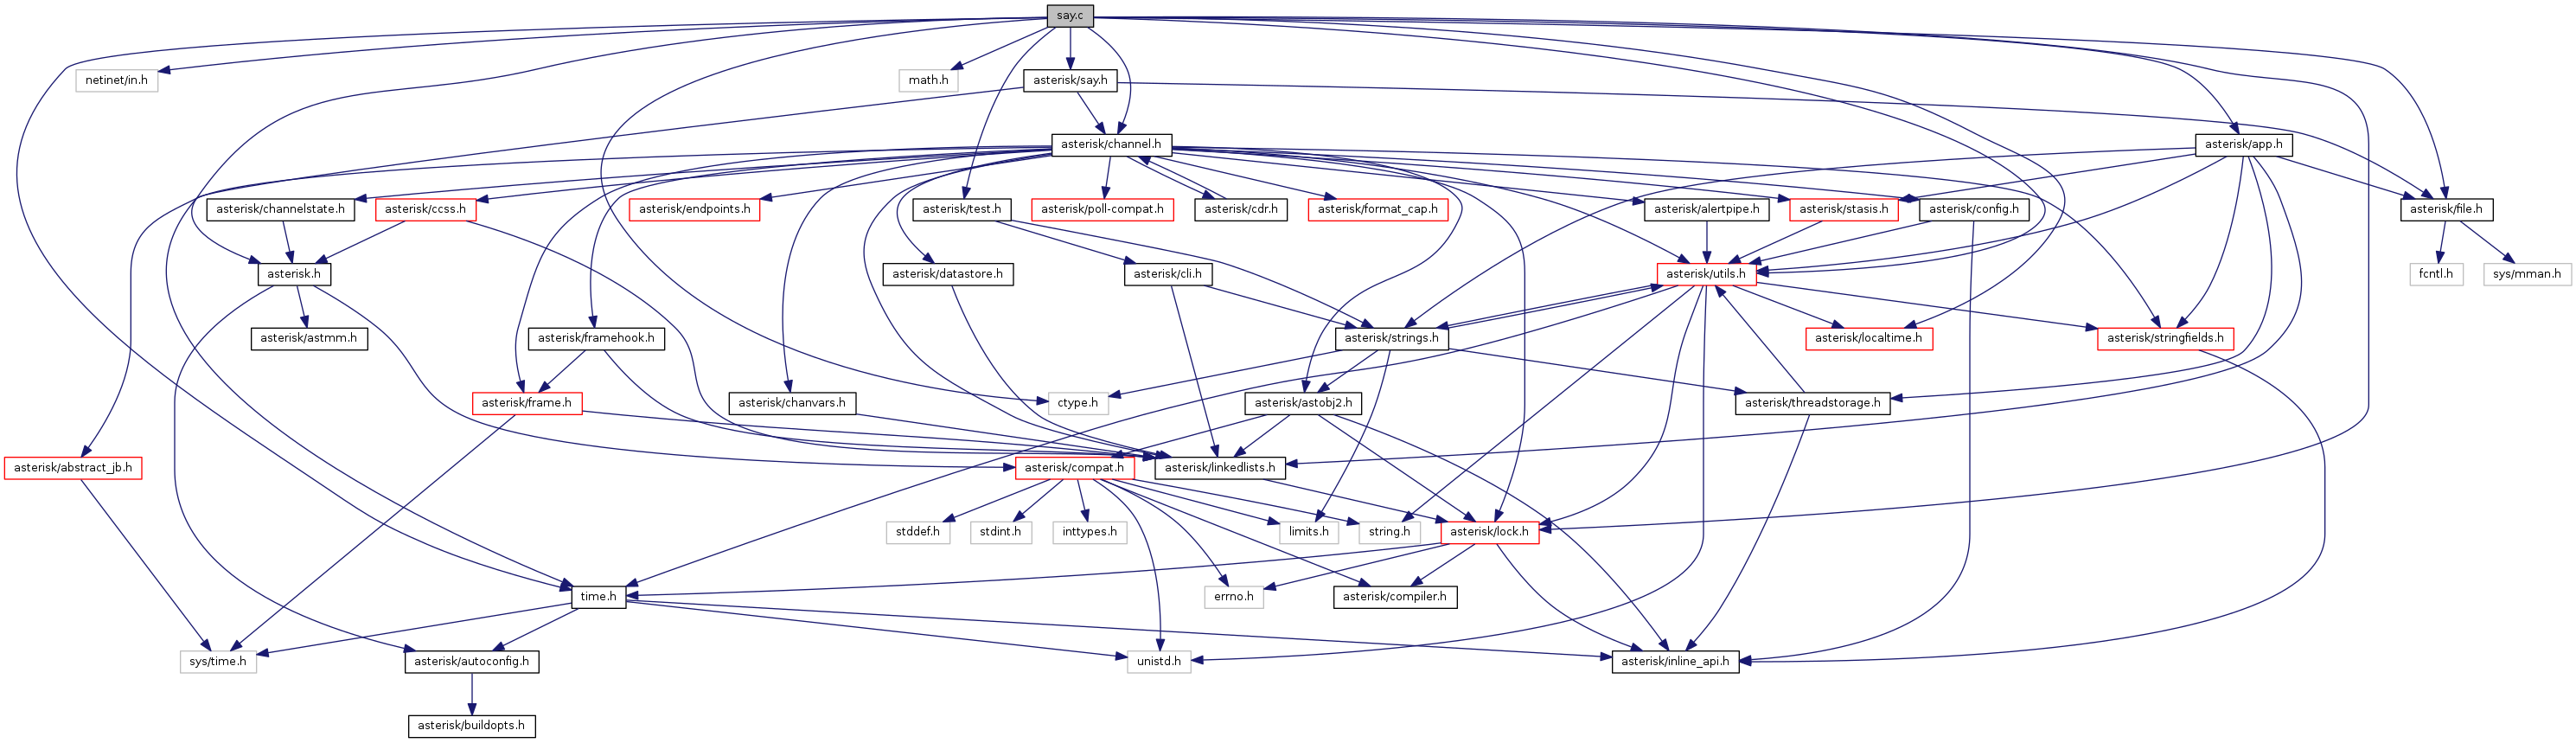 say.c
netinet/in.h
math.h
asterisk/say.h
asterisk/channel.h
asterisk/app.h
asterisk/channelstate.h
asterisk/ccss.h
asterisk/endpoints.h
asterisk/test.h
asterisk/poll-compat.h
asterisk/cdr.h
asterisk/format_cap.h
asterisk/alertpipe.h
asterisk/stasis.h
asterisk/config.h
asterisk/file.h
asterisk.h
asterisk/datastore.h
asterisk/cli.h
asterisk/utils.h
fcntl.h
sys/mman.h
asterisk/astmm.h
asterisk/framehook.h
asterisk/strings.h
asterisk/localtime.h
asterisk/stringfields.h
asterisk/frame.h
asterisk/chanvars.h
ctype.h
asterisk/astobj2.h
asterisk/threadstorage.h
asterisk/abstract_jb.h
asterisk/compat.h
asterisk/linkedlists.h
stddef.h
stdint.h
inttypes.h
limits.h
string.h
asterisk/lock.h
time.h
errno.h
asterisk/compiler.h
sys/time.h
asterisk/autoconfig.h
unistd.h
asterisk/inline_api.h
asterisk/buildopts.h